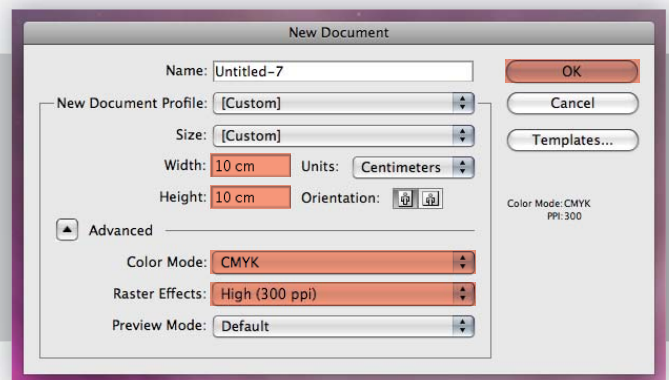 New Document
Name: Untitled-7
New Document Profile: [Custom]
Size: [Custom]
Width: 10 cm Units: Centimeters
Height: 10 cm Orientation:
Advanced
Color Mode: CMYK
Raster Effects: High (300 ppi)
Preview Mode: Default
OK
Cancel
Templates...
Color Mode:CMYK
PPI:300